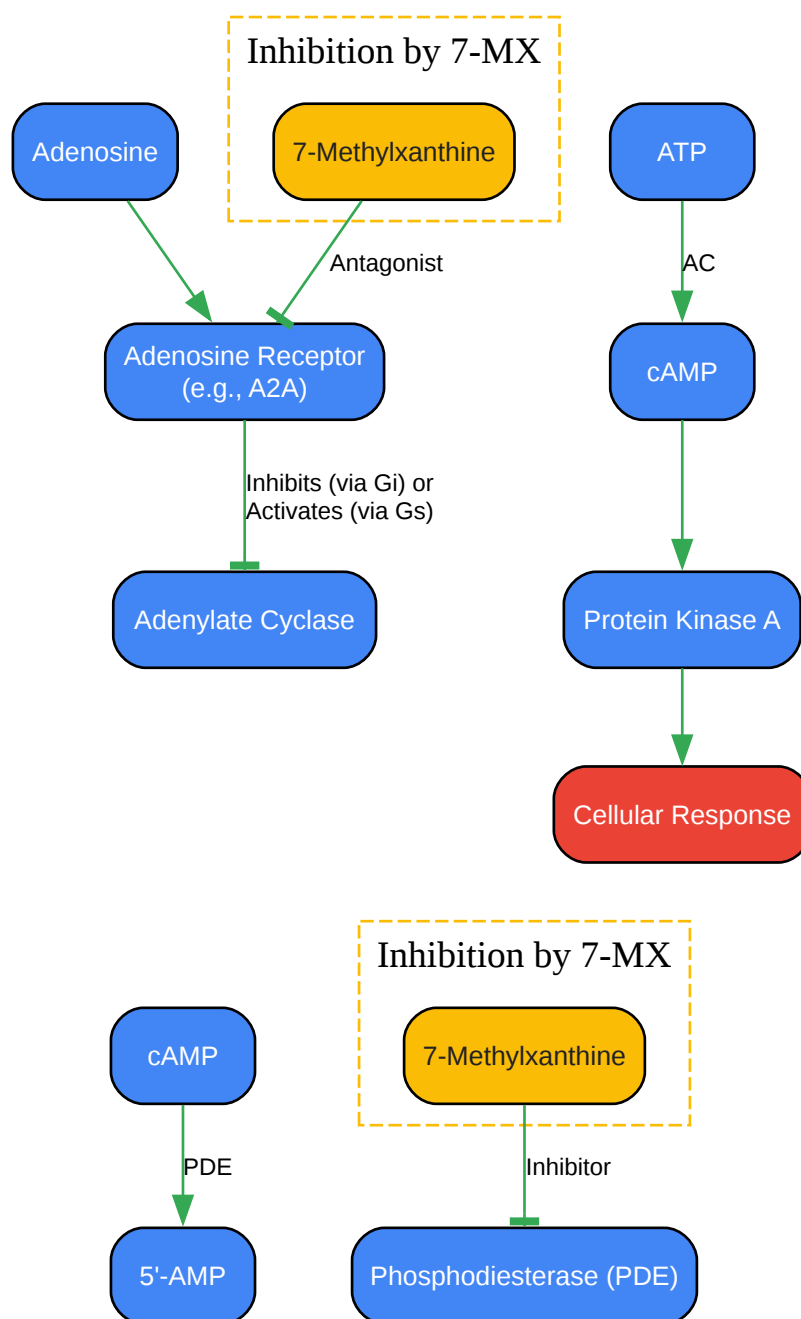 Inhibition by 7-MX
Adenosine
7-Methylxanthine
ATP
Antagonist
AC
Adenosine Receptor
(e.g., A2A)
cAMP
Inhibits (via Gi) or
Activates (via Gs)
Adenylate Cyclase
Protein Kinase A
Cellular Response
Inhibition by 7-MX
cAMP
7-Methylxanthine
PDE
Inhibitor
5'-AMP
Phosphodiesterase (PDE)